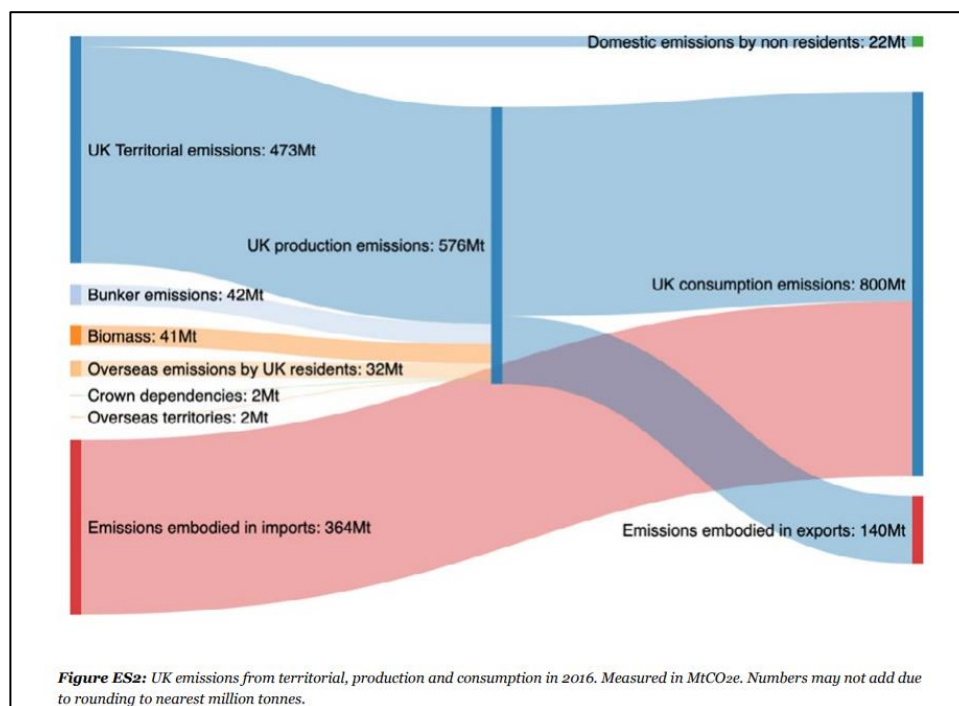 Domestic emissions by non residents: 22Mt
UK Territorial emissions: 473Mt
UK production emissions: 576Mt
UK consumption emissions: 800Mt
Bunker emissions: 42Mt
Biomass: 41Mt
Overseas emissions by UK residents: 32Mt
Crown dependencies: 2Mt
Overseas territories: 2Mt
Emissions embodied in imports: 364Mt
Emissions embodied in exports: 140Mt
Figure ES2: UK emissions from territorial, production and consumption in 2016. Measured in MtCO2e. Numbers may not add due
to rounding to nearest million tonnes.